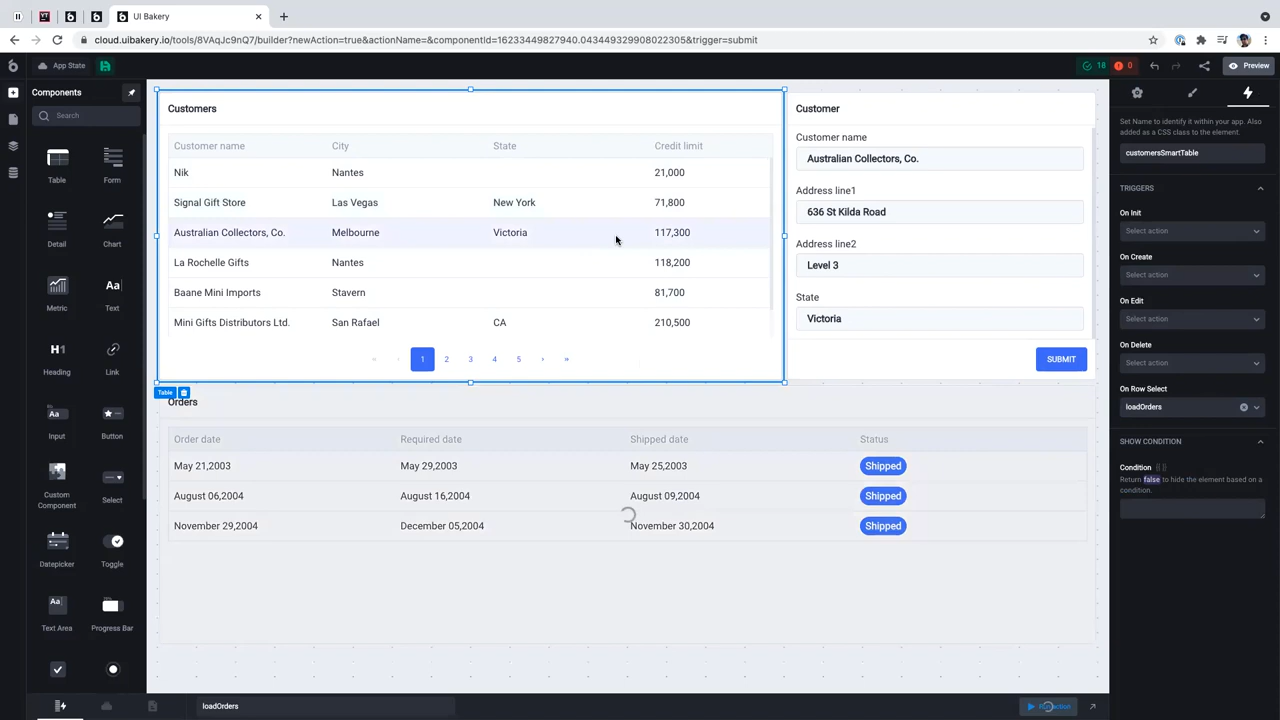 UI Bakery
cloud.uibakery.io/tools/8VAqJc9nQ7/builder?newAction=true&actionName=&componentId=16233449827940.043449329908022305&trigger=submit
App State
18
0
Preview
Components
Search
Table
Form
Detail
Chart
Metric
Aa
Text
H1
Heading
Link
Aa
Input
Button
Custom
Component
Select
Datepicker
Toggle
Aa
Text Area
Progress Bar
Customers
Customer name City State Credit limit
Nik Nantes 21,000
Signal Gift Store Las Vegas New York 71,800
Australian Collectors, Co. Melbourne Victoria 117,300
La Rochelle Gifts Nantes 118,200
Baane Mini Imports Stavern 81,700
Mini Gifts Distributors Ltd. San Rafael CA 210,500
« ‹ 1 2 3 4 5 › »
Table
Customer
Customer name
Australian Collectors, Co.
Address line1
636 St Kilda Road
Address line2
Level 3
State
Victoria
SUBMIT
Orders
Order date Required date Shipped date Status
May 21,2003 May 29,2003 May 25,2003 Shipped
August 06,2004 August 16,2004 August 09,2004 Shipped
November 29,2004 December 05,2004 November 30,2004 Shipped
Set Name to identify it within your app. Also
added as a CSS class to the element.
customersSmartTable
TRIGGERS
On Init
Select action
On Create
Select action
On Edit
Select action
On Delete
Select action
On Row Select
loadOrders
SHOW CONDITION
Condition
Return false to hide the element based on a
condition.
loadOrders